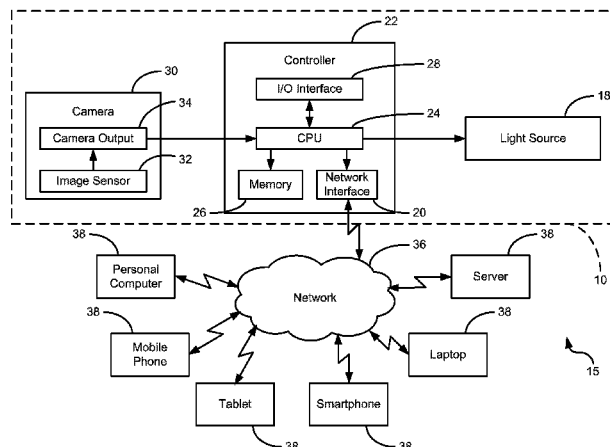 22
30
Controller
28
Camera
34
I/O Interface
24
18
Camera Output
CPU
Light Source
32
Image Sensor
Memory
Network
Interface
26
20
36
38
38
10
Personal
Computer
Server
Network
38
38
Mobile
Phone
Laptop
15
Tablet
Smartphone
38
38